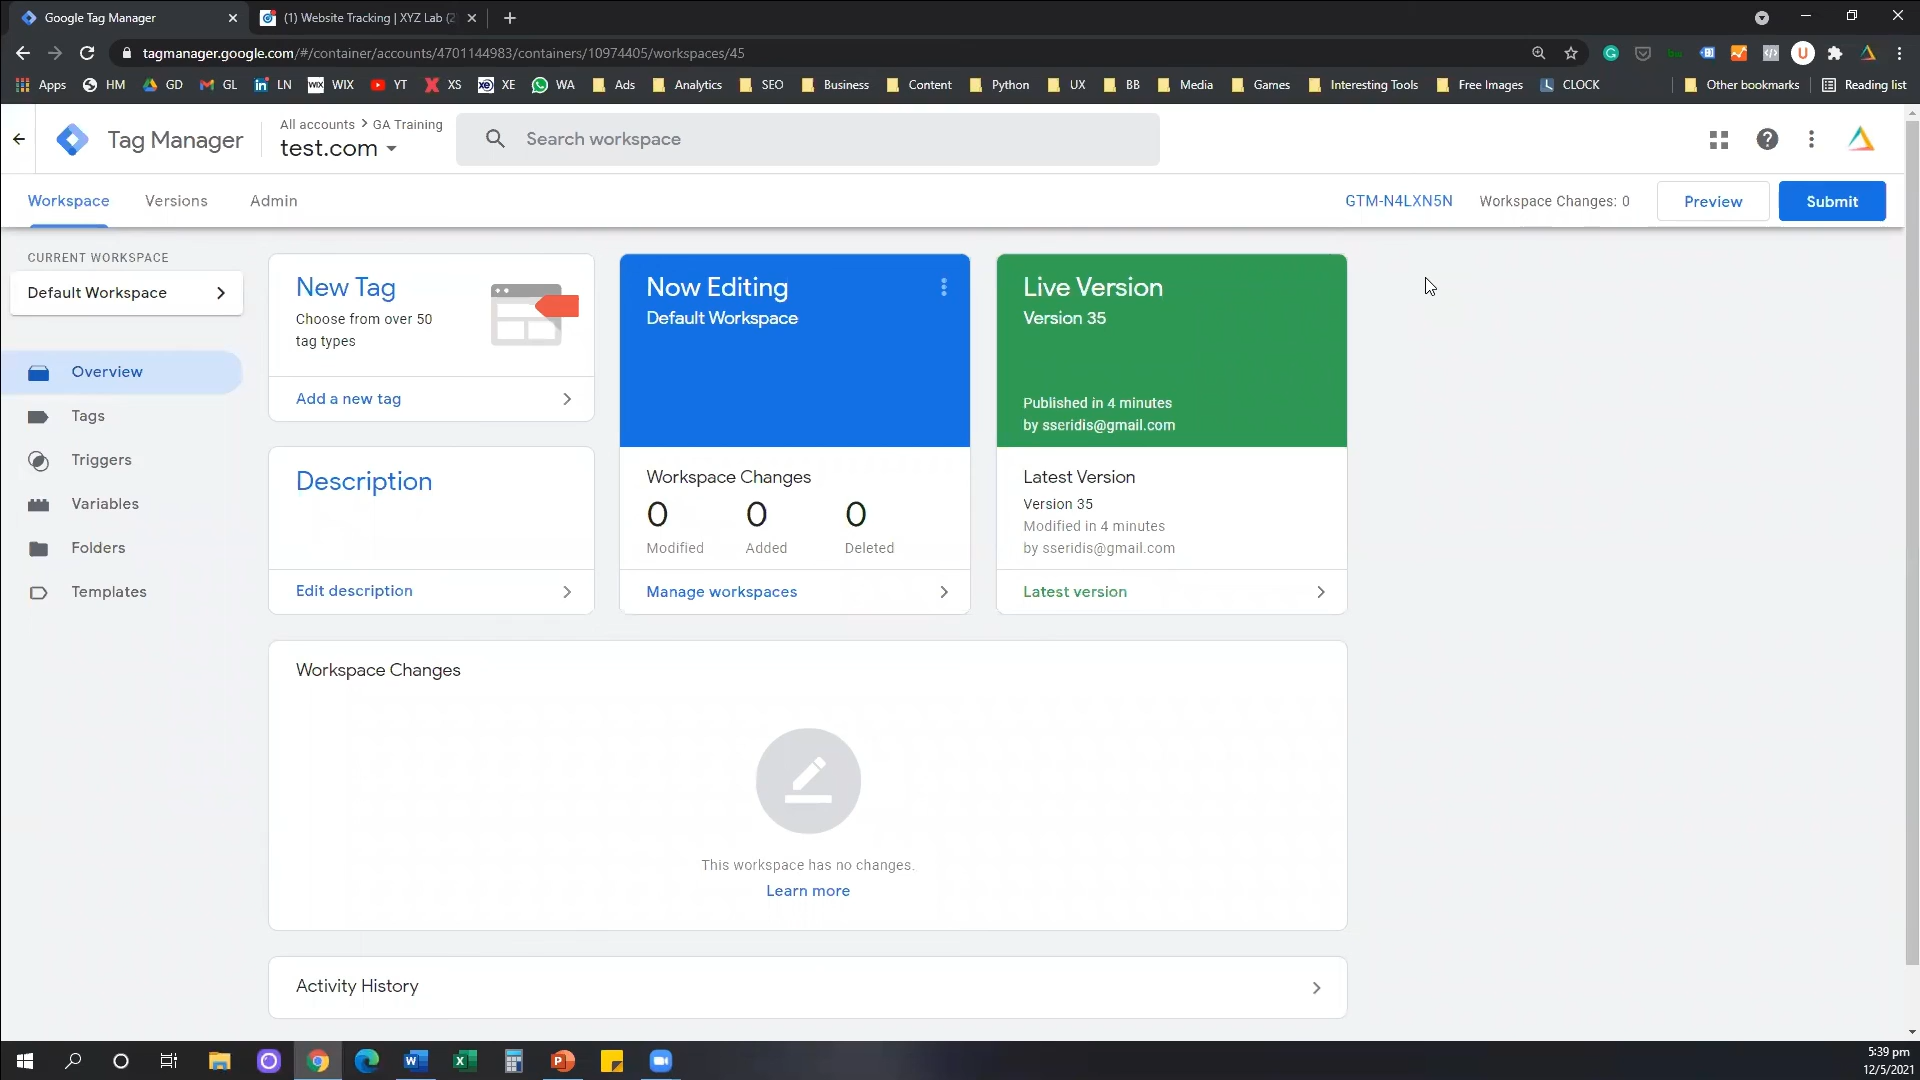 Google Tag Manager
(1) Website Tracking | XYZ Lab (2
tagmanager.google.com/#/container/accounts/4701144983/containers/10974405/workspaces/45
Apps HM GD GL LN WIX YT XS XE WA Ads Analytics SEO Business Content Python UX BB Media Games Interesting Tools Free Images CLOCK Other bookmarks Reading list
Tag Manager
All accounts > GA Training
test.com
Search workspace
Workspace Versions Admin
GTM-N4LXN5N Workspace Changes: 0 Preview Submit
CURRENT WORKSPACE
Default Workspace
Overview
Tags
Triggers
Variables
Folders
Templates
New Tag
Choose from over 50
tag types
Add a new tag
Description
Edit description
Now Editing
Default Workspace
Workspace Changes
0 0 0
Modified Added Deleted
Manage workspaces
Live Version
Version 35
Published in 4 minutes
by sseridis@gmail.com
Latest Version
Version 35
Modified in 4 minutes
by sseridis@gmail.com
Latest version
Workspace Changes
This workspace has no changes.
Learn more
Activity History
5:39 pm
12/5/2021